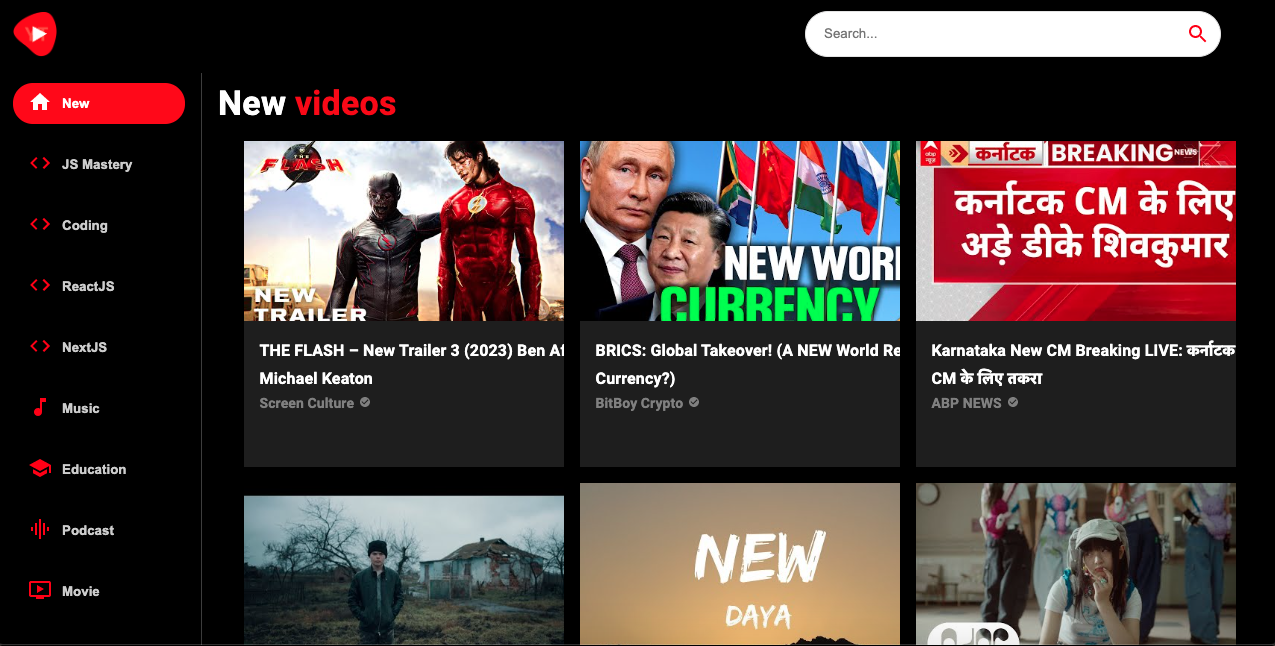 Search...
New
JS Mastery
Coding
ReactJS
NextJS
Music
Education
Podcast
Movie
New videos
THE
FLASH
NEW
TRAILER
THE FLASH – New Trailer 3 (2023) Ben Af
Michael Keaton
Screen Culture
NEW WOR
CURRENCY
BRICS: Global Takeover! (A NEW World Re
Currency?)
BitBoy Crypto
abp
न्यूज़
कर्नाटक BREAKING NEWS
कर्नाटक CM के लिए
अड़े डीके शिवकुमार
Karnataka New CM Breaking LIVE: कर्नाटक
CM के लिए तकरा
ABP NEWS
NEW
DAYA